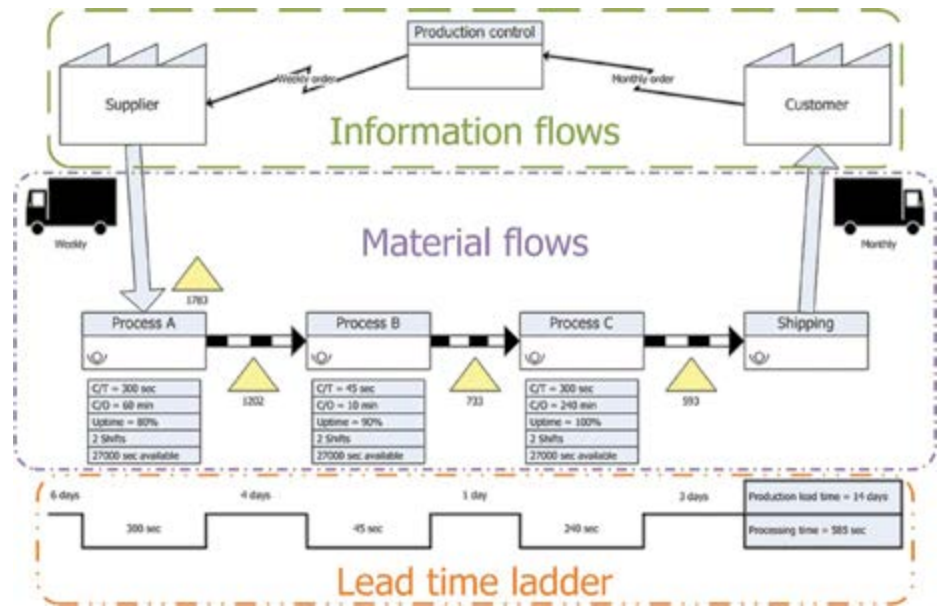 Production control
Supplier
Weekly order
Monthly order
Customer
Information flows
Weekly
Material flows
Monthly
1783
Process A
Process B
Process C
Shipping
1202
733
593
C/T = 300 sec
C/O = 60 min
Uptime = 80%
2 Shifts
27000 sec available
C/T = 45 sec
C/O = 10 min
Uptime = 90%
2 Shifts
27000 sec available
C/T = 300 sec
C/O = 240 min
Uptime = 100%
2 Shifts
27000 sec available
6 days
4 days
1 day
3 days
Production lead time = 14 days
300 sec
45 sec
240 sec
Processing time = 585 sec
Lead time ladder